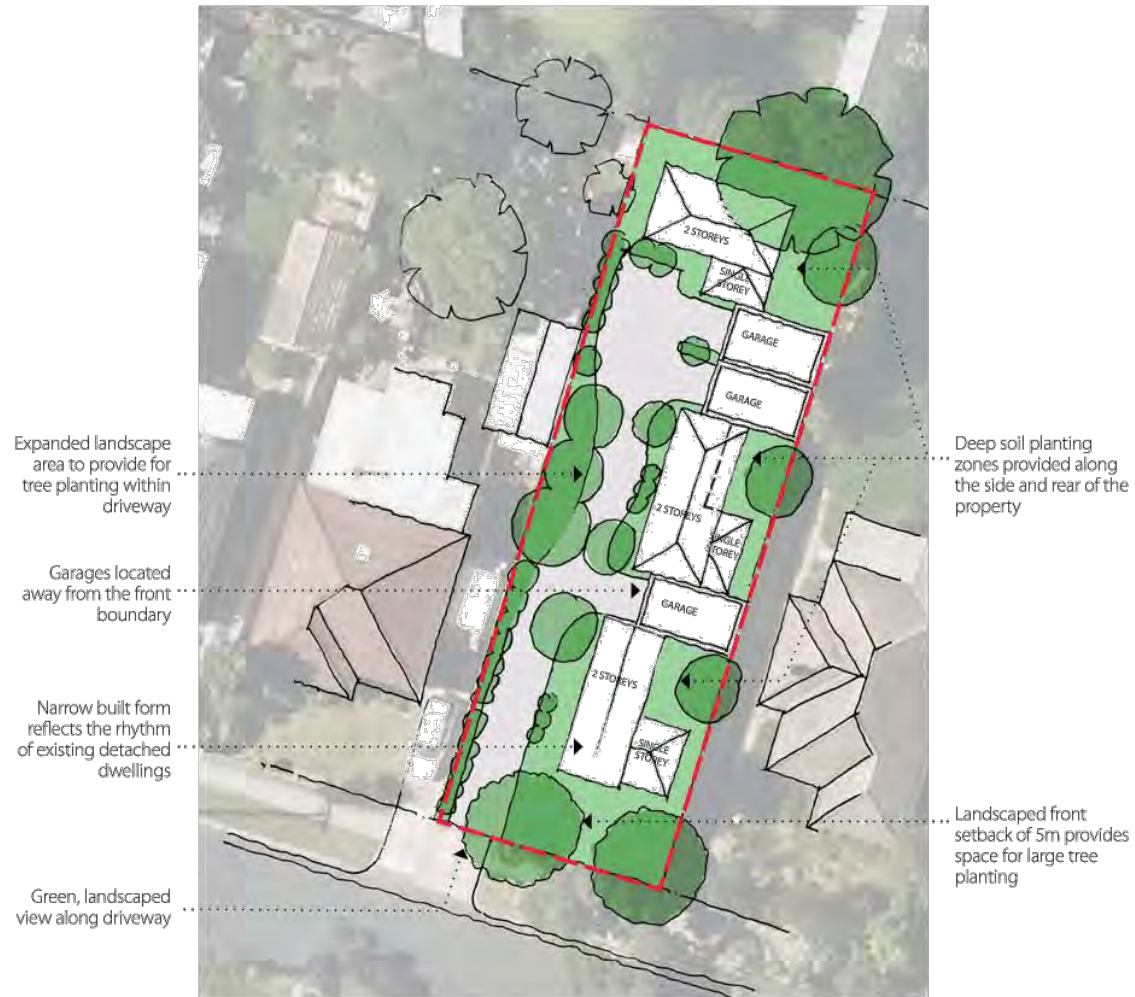 Expanded landscape
area to provide for
tree planting within
driveway
Garages located
away from the front
boundary
Narrow built form
reflects the rhythm
of existing detached
dwellings
Green, landscaped
view along driveway
2 STOREYS
SINGLE
STOREY
GARAGE
GARAGE
2 STOREYS
SINGLE
STOREY
GARAGE
2 STOREYS
SINGLE
STOREY
Deep soil planting
zones provided along
the side and rear of the
property
Landscaped front
setback of 5m provides
space for large tree
planting